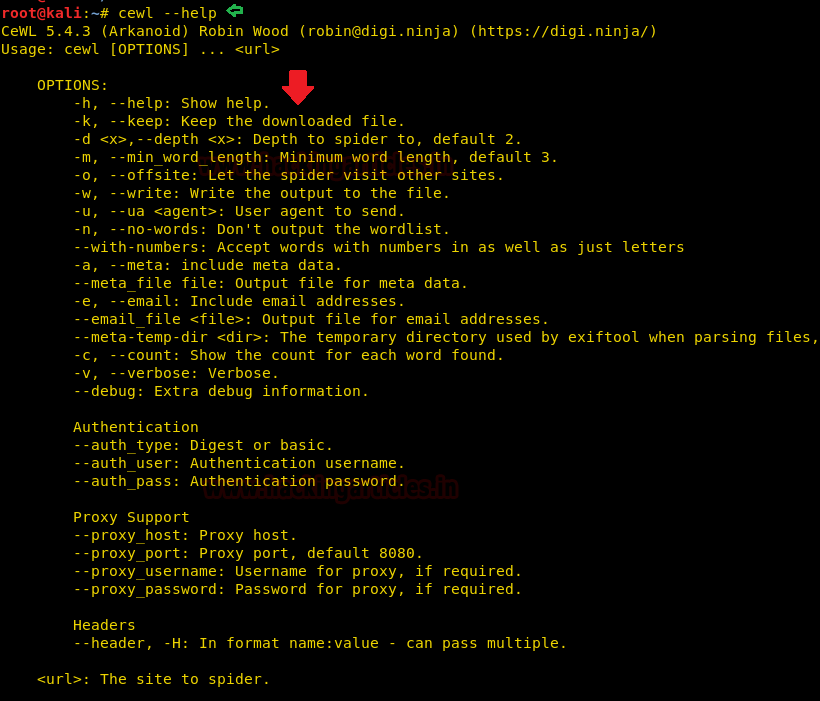 root@kali:~# cewl --help
CeWL 5.4.3 (Arkanoid) Robin Wood (robin@digi.ninja) (https://digi.ninja/)
Usage: cewl [OPTIONS] ... <url>
OPTIONS:
-h, --help: Show help.
-k, --keep: Keep the downloaded file.
-d <x>,--depth <x>: Depth to spider to, default 2.
-m, --min_word_length: Minimum word length, default 3.
-o, --offsite: Let the spider visit other sites.
-w, --write: Write the output to the file.
-u, --ua <agent>: User agent to send.
-n, --no-words: Don't output the wordlist.
--with-numbers: Accept words with numbers in as well as just letters
-a, --meta: include meta data.
--meta_file file: Output file for meta data.
-e, --email: Include email addresses.
--email_file <file>: Output file for email addresses.
--meta-temp-dir <dir>: The temporary directory used by exiftool when parsing files,
-c, --count: Show the count for each word found.
-v, --verbose: Verbose.
--debug: Extra debug information.
Authentication
--auth_type: Digest or basic.
--auth_user: Authentication username.
--auth_pass: Authentication password.
www.hackingarticles.in
Proxy Support
--proxy_host: Proxy host.
--proxy_port: Proxy port, default 8080.
--proxy_username: Username for proxy, if required.
--proxy_password: Password for proxy, if required.
Headers
--header, -H: In format name:value - can pass multiple.
<url>: The site to spider.